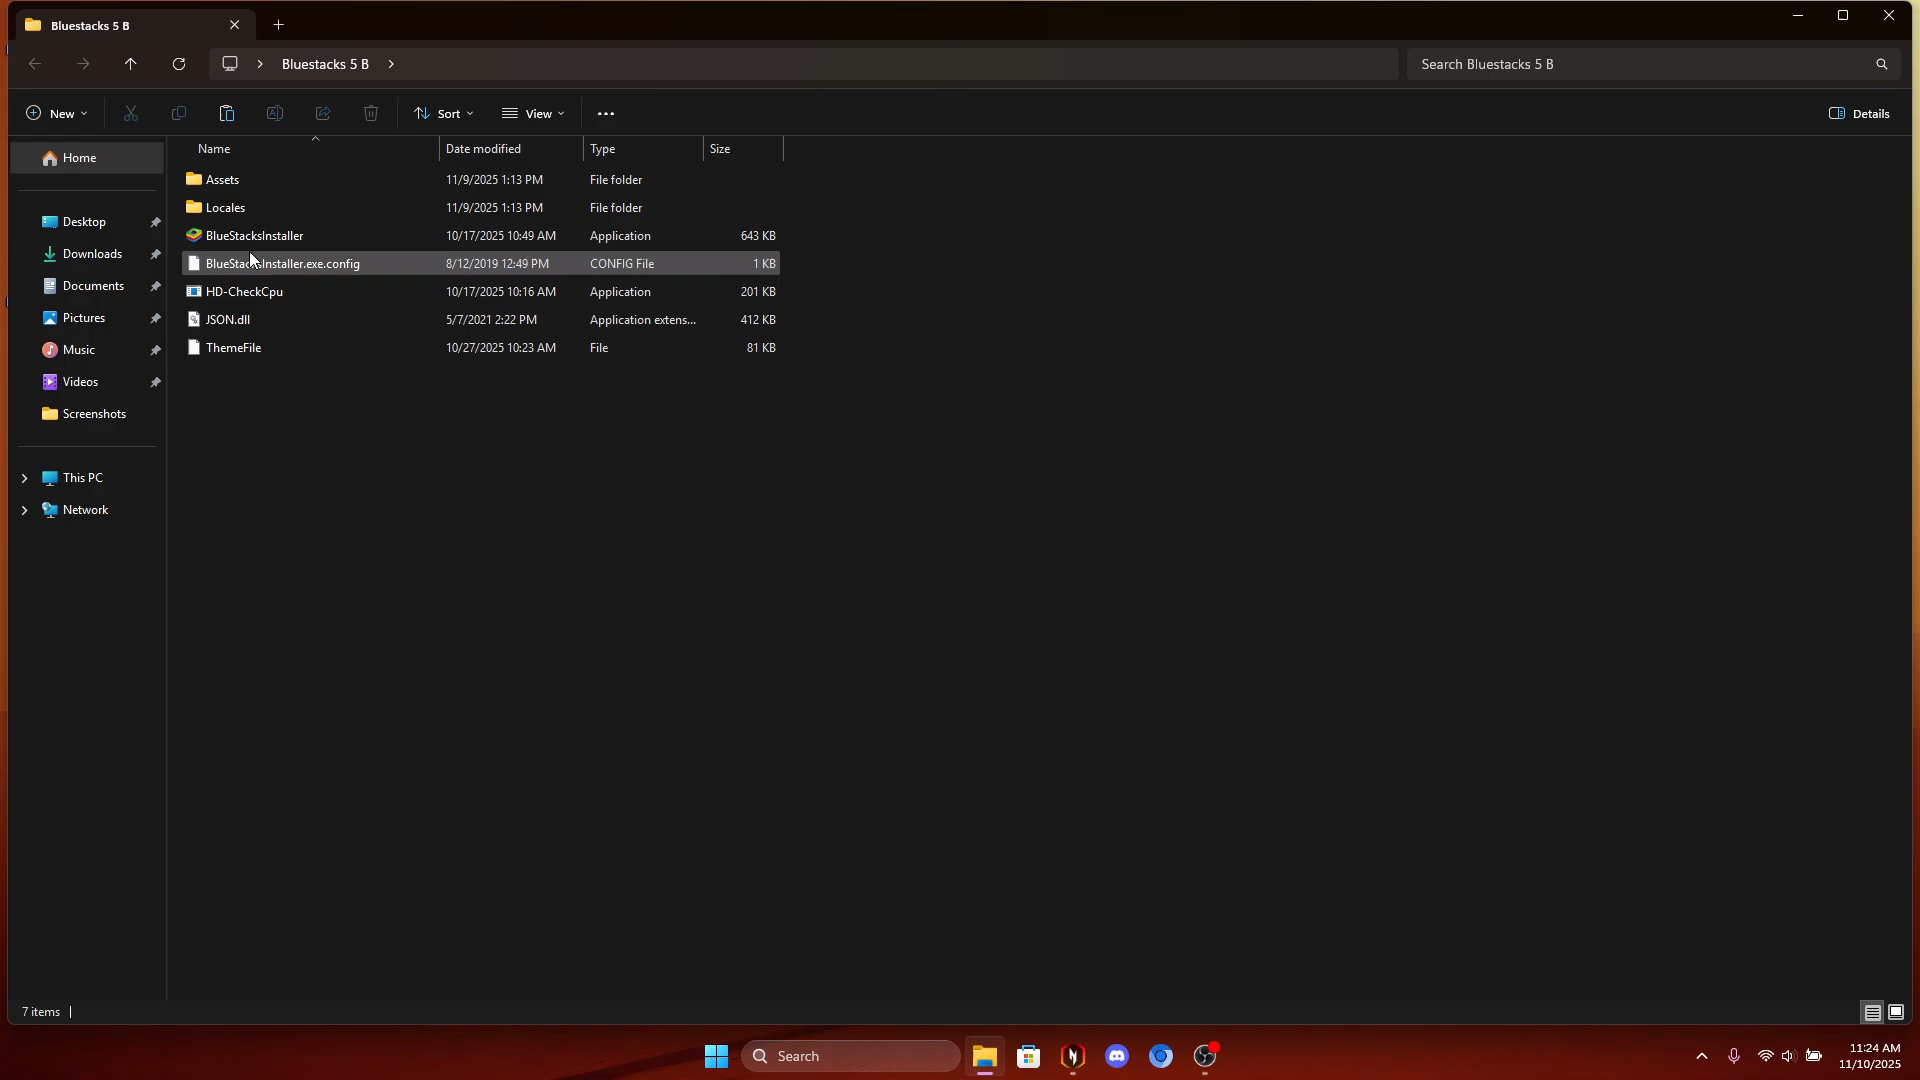 Bluestacks 5 B
Bluestacks 5 B
Search Bluestacks 5 B
New
Sort
View
Details
Home
Desktop
Downloads
Documents
Pictures
Music
Videos
Screenshots
This PC
Network
Name Date modified Type Size
Assets 11/9/2025 1:13 PM File folder
Locales 11/9/2025 1:13 PM File folder
BlueStacksInstaller 10/17/2025 10:49 AM Application 643 KB
BlueStacksInstaller.exe.config 8/12/2019 12:49 PM CONFIG File 1 KB
HD-CheckCpu 10/17/2025 10:16 AM Application 201 KB
JSON.dll 5/7/2021 2:22 PM Application extens... 412 KB
ThemeFile 10/27/2025 10:23 AM File 81 KB
7 items
Search
11:24 AM
11/10/2025